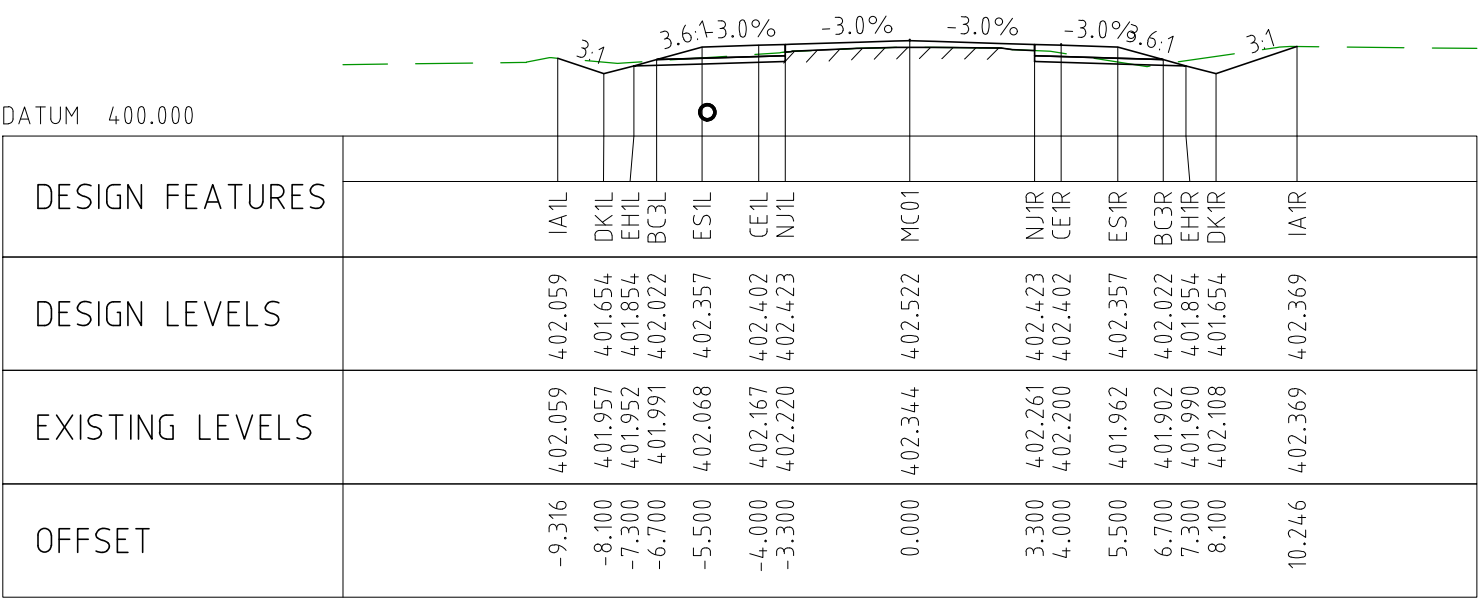 3:1 3.6:1 -3.0% -3.0% -3.0% -3.0% 3.6:1 3:1
DATUM 400.000
DESIGN FEATURES IA1L DK1L EH1L BC3L ES1L CE1L NJ1L MC01 NJ1R CE1R ES1R BC3R EH1R DK1R IA1R
DESIGN LEVELS 402.059 401.654 401.854 402.022 402.357 402.402 402.423 402.522 402.423 402.402 402.357 402.022 401.854 401.654 402.369
EXISTING LEVELS 402.059 401.957 401.952 401.991 402.068 402.167 402.220 402.344 402.261 402.200 401.962 401.902 401.990 402.108 402.369
OFFSET -9.316 -8.100 -7.300 -6.700 -5.500 -4.000 -3.300 0.000 3.300 4.000 5.500 6.700 7.300 8.100 10.246